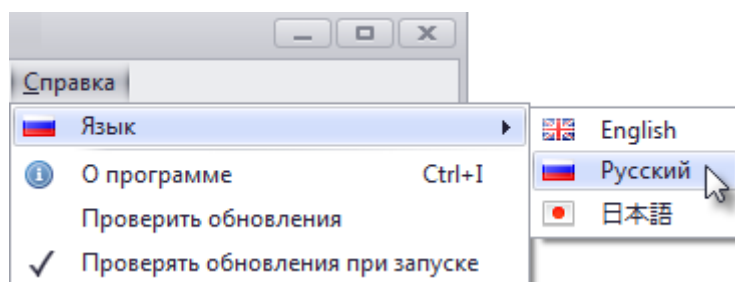 Справка
Язык
English
О программе Ctrl+I
Русский
Проверить обновления
日本語
Проверять обновления при запуске